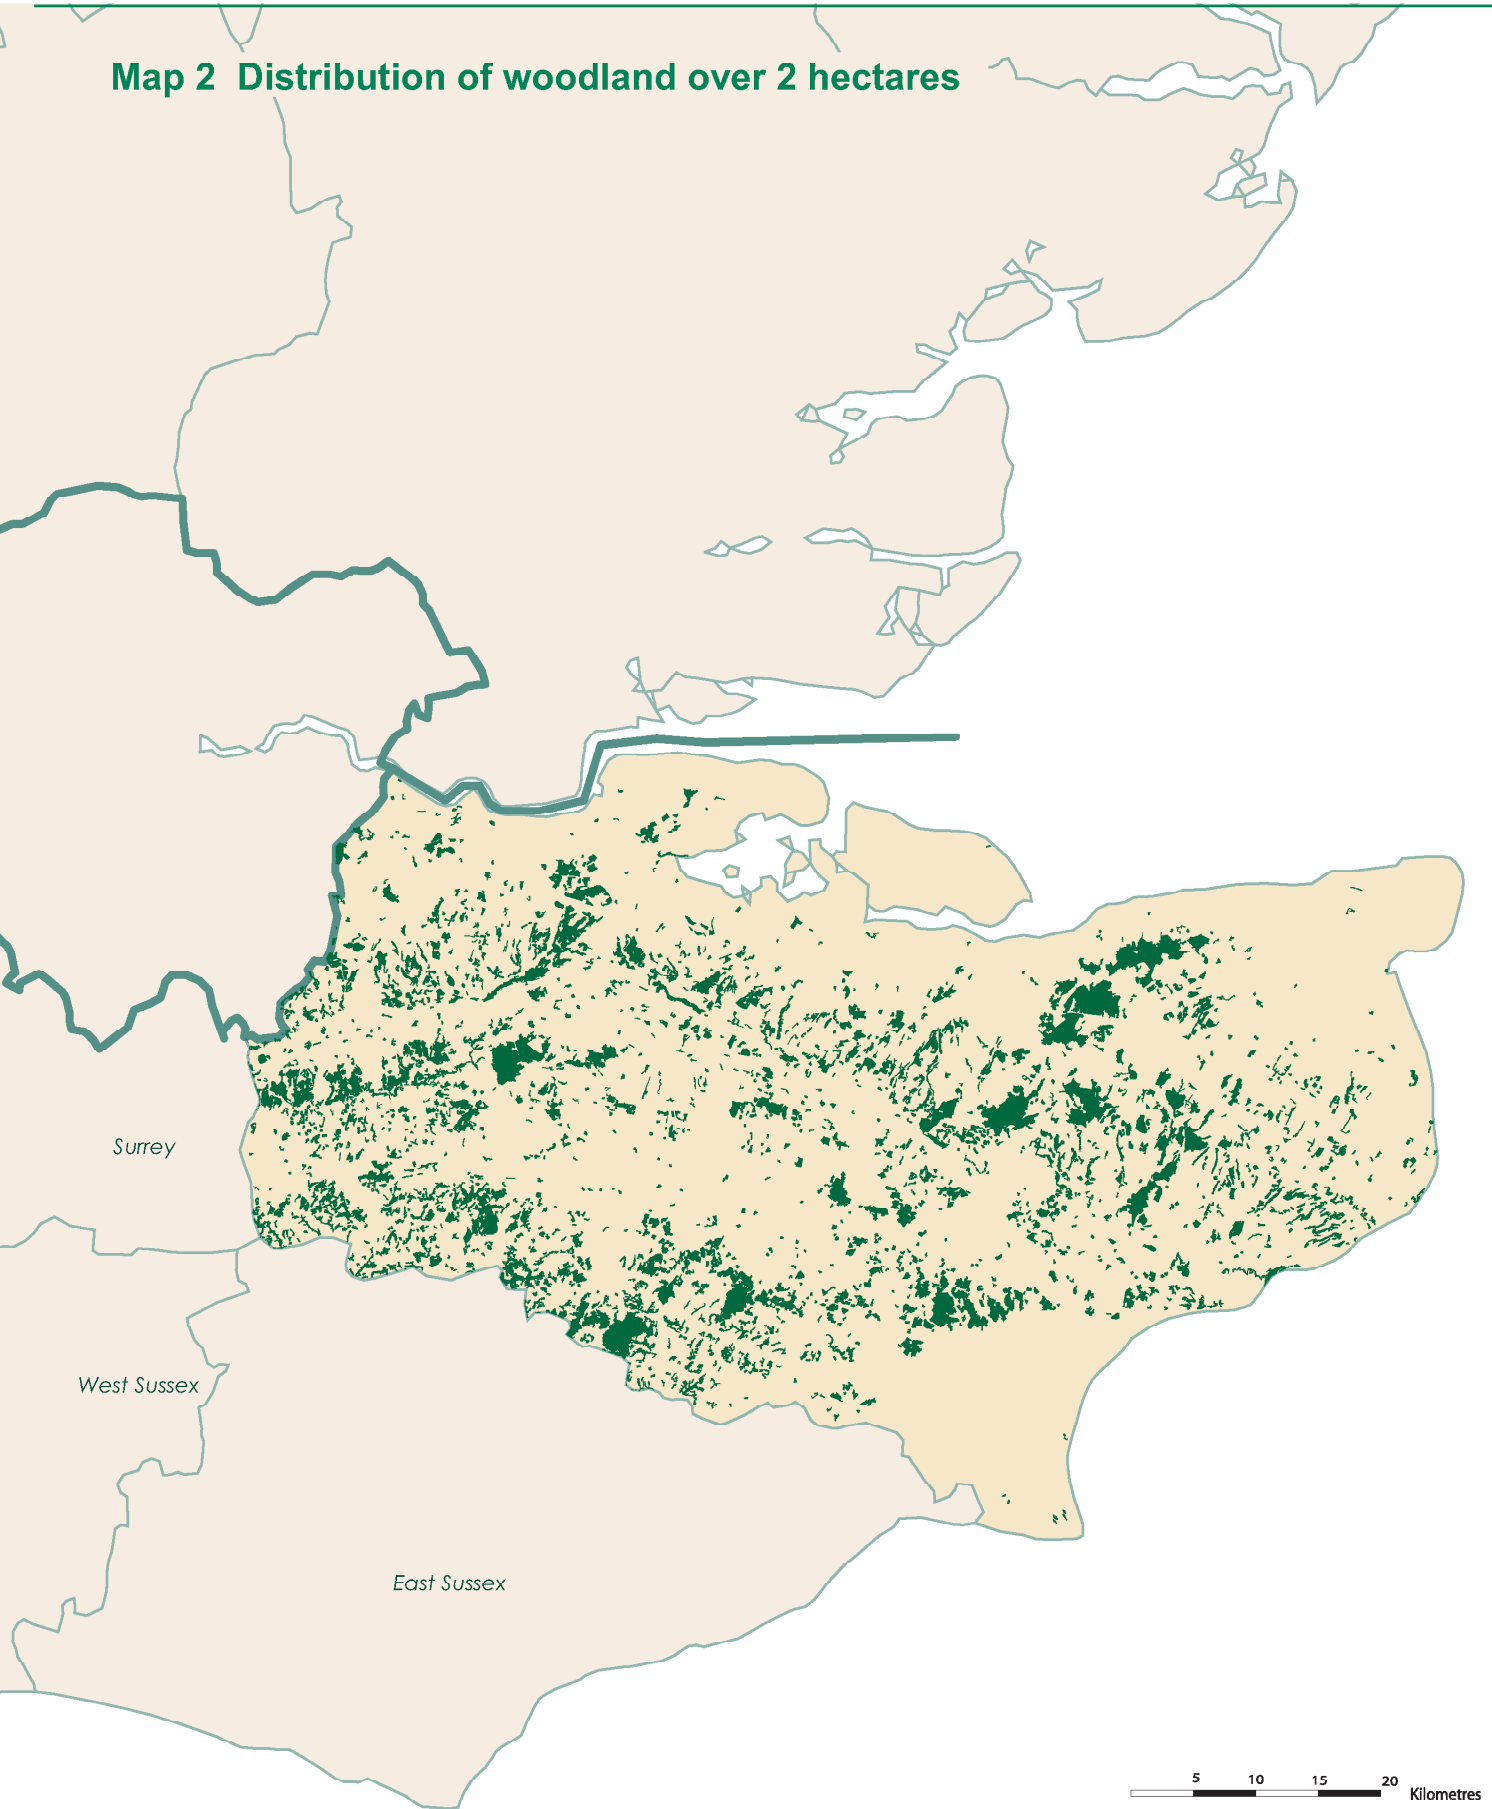 Map 2 Distribution of woodland over 2 hectares
Surrey
West Sussex
East Sussex
5 10 15 20
Kilometres